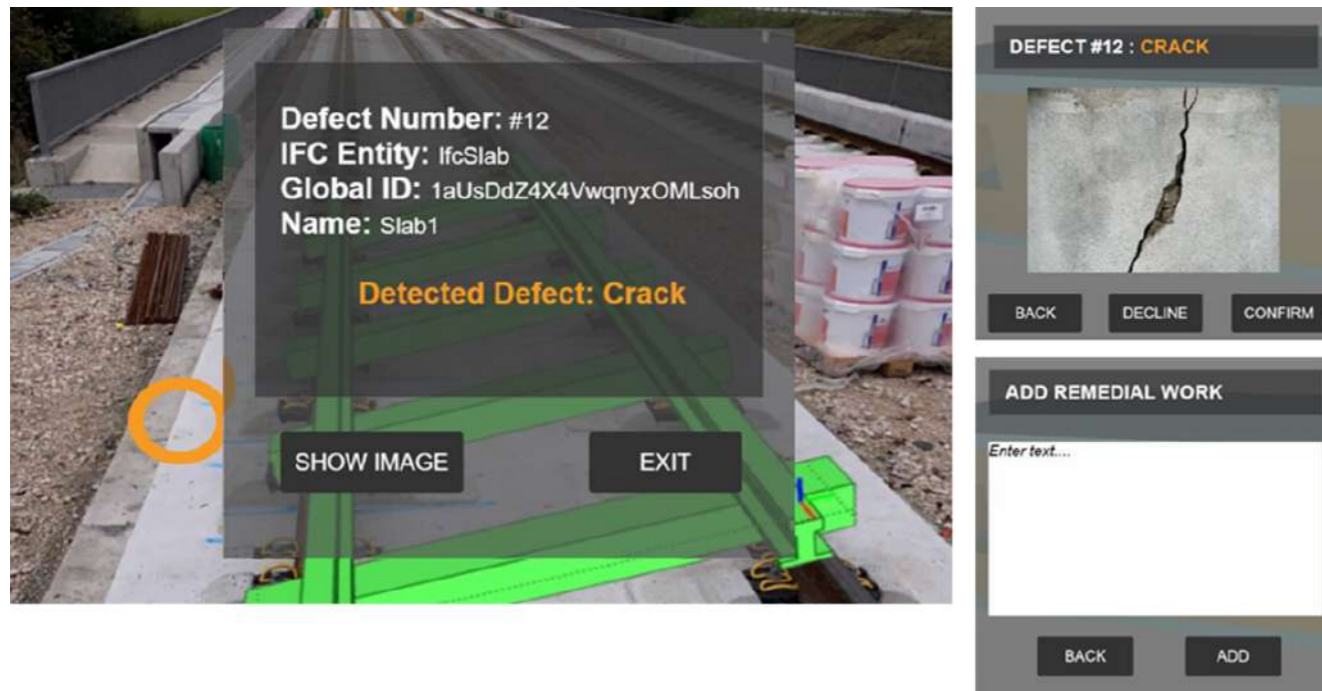 Defect Number: #12
IFC Entity: IfcSlab
Global ID: 1aUsDdZ4X4VwqnyxOMLsoh
Name: Slab1
Detected Defect: Crack
SHOW IMAGE
EXIT
DEFECT #12 : CRACK
BACK
DECLINE
CONFIRM
ADD REMEDIAL WORK
Enter text....
BACK
ADD